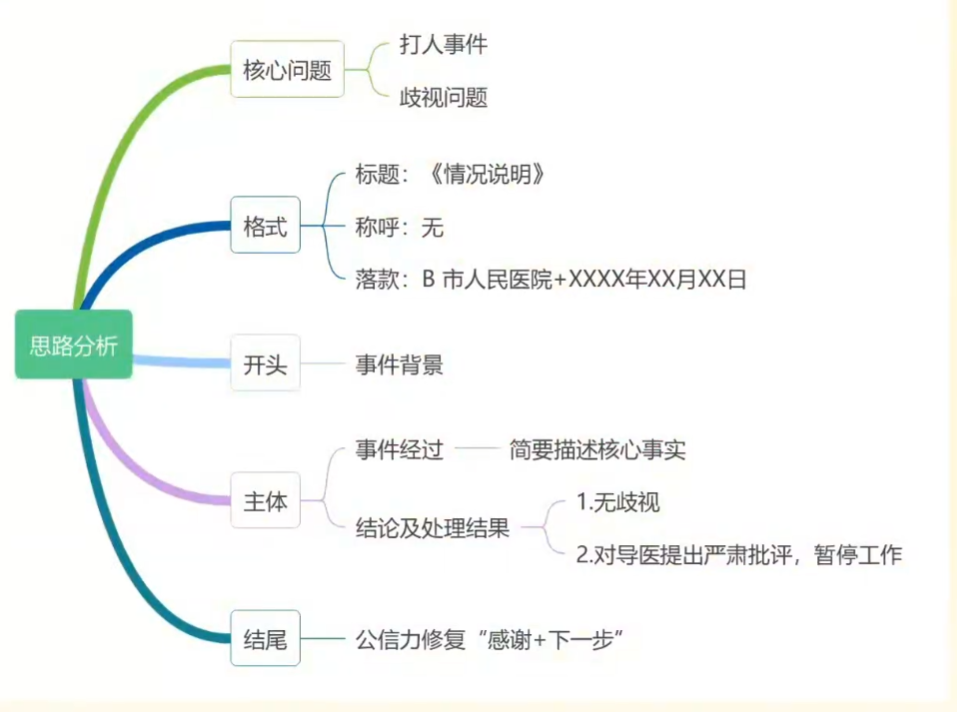 思路分析
核心问题
打人事件
歧视问题
格式
标题：《情况说明》
称呼：无
落款：B 市人民医院+XXXX年XX月XX日
开头
事件背景
主体
事件经过
简要描述核心事实
结论及处理结果
1.无歧视
2.对导医提出严肃批评，暂停工作
结尾
公信力修复“感谢+下一步”